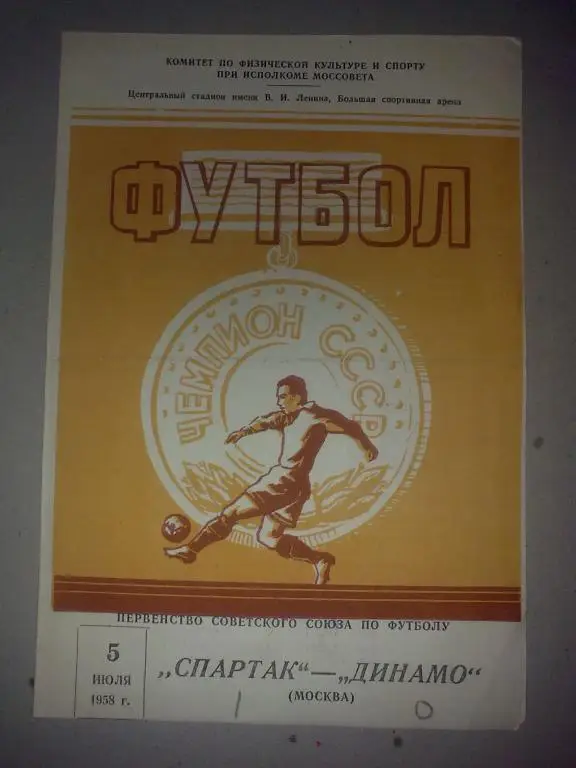 КОМИТЕТ ПО ФИЗИЧЕСКОЙ КУЛЬТУРЕ И СПОРТУ
ПРИ ИСПОЛКОМЕ МОССОВЕТА
Центральный стадион имени В. И. Ленина, Большая спортивная арена
ФУТБОЛ
ЧЕМПИОН СССР
ПЕРВЕНСТВО СОВЕТСКОГО СОЮЗА ПО ФУТБОЛУ
5
ИЮЛЯ
1958 г.
„СПАРТАК“—„ДИНАМО“
(МОСКВА)
1 0